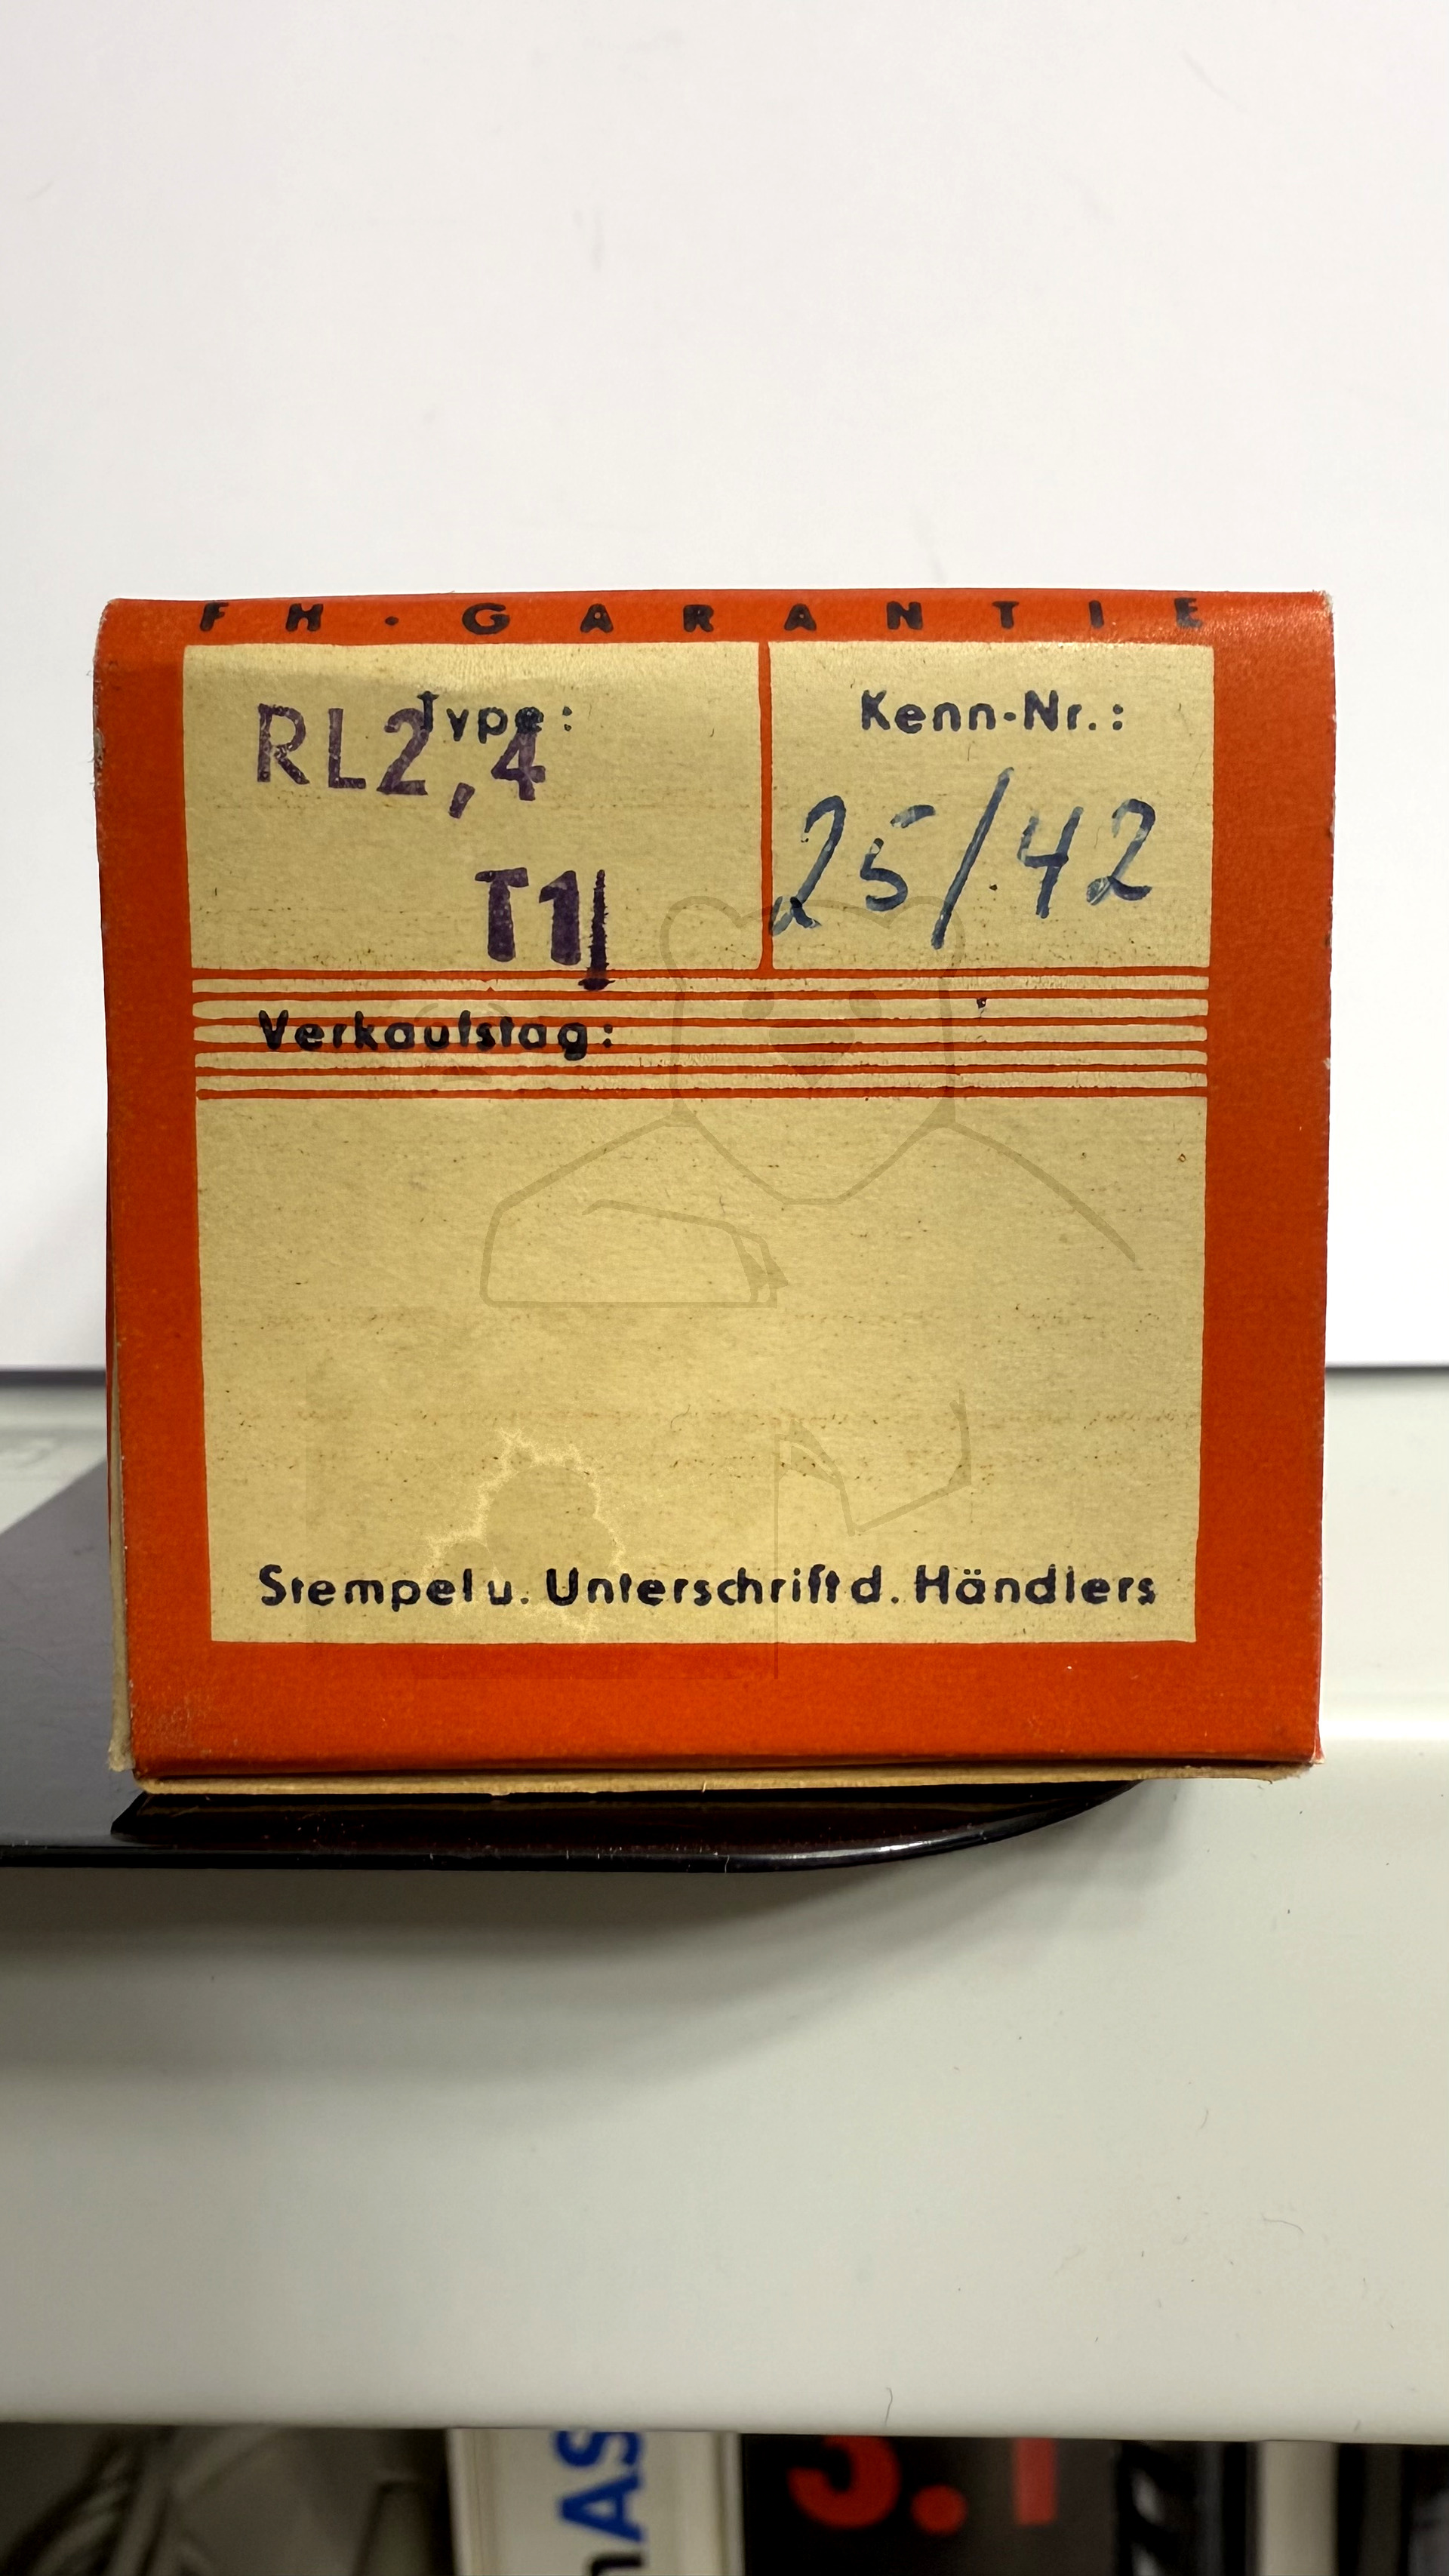 FH·GARANTIE
Type:
RL2,4
T1
Kenn-Nr.:
25/42
Verkaufstag:
Stempel u. Unterschrift d. Händlers